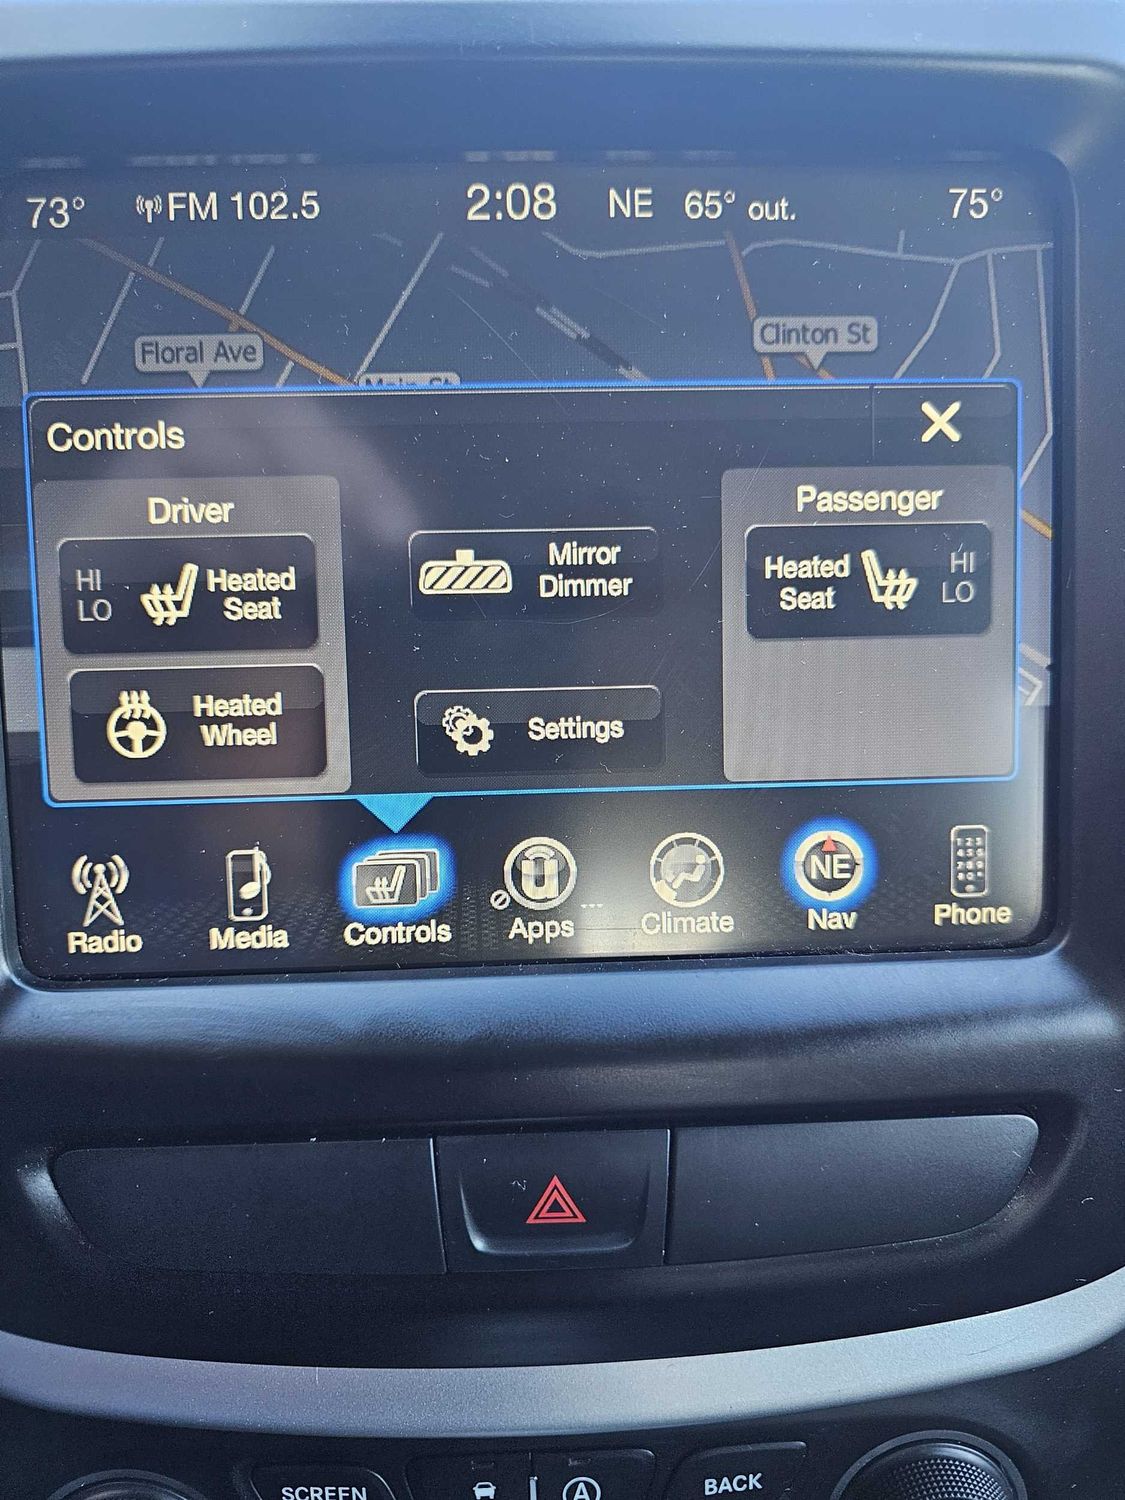 73° FM 102.5 2:08 NE 65° out. 75°
Clinton St
Floral Ave
Main St
Controls
Driver
Passenger
HI
LO
Heated
Seat
Mirror
Dimmer
Heated
Seat
HI
LO
Heated
Wheel
Settings
NE
Radio
Media
Controls
Apps
Climate
Nav
Phone
SCREEN
A
BACK